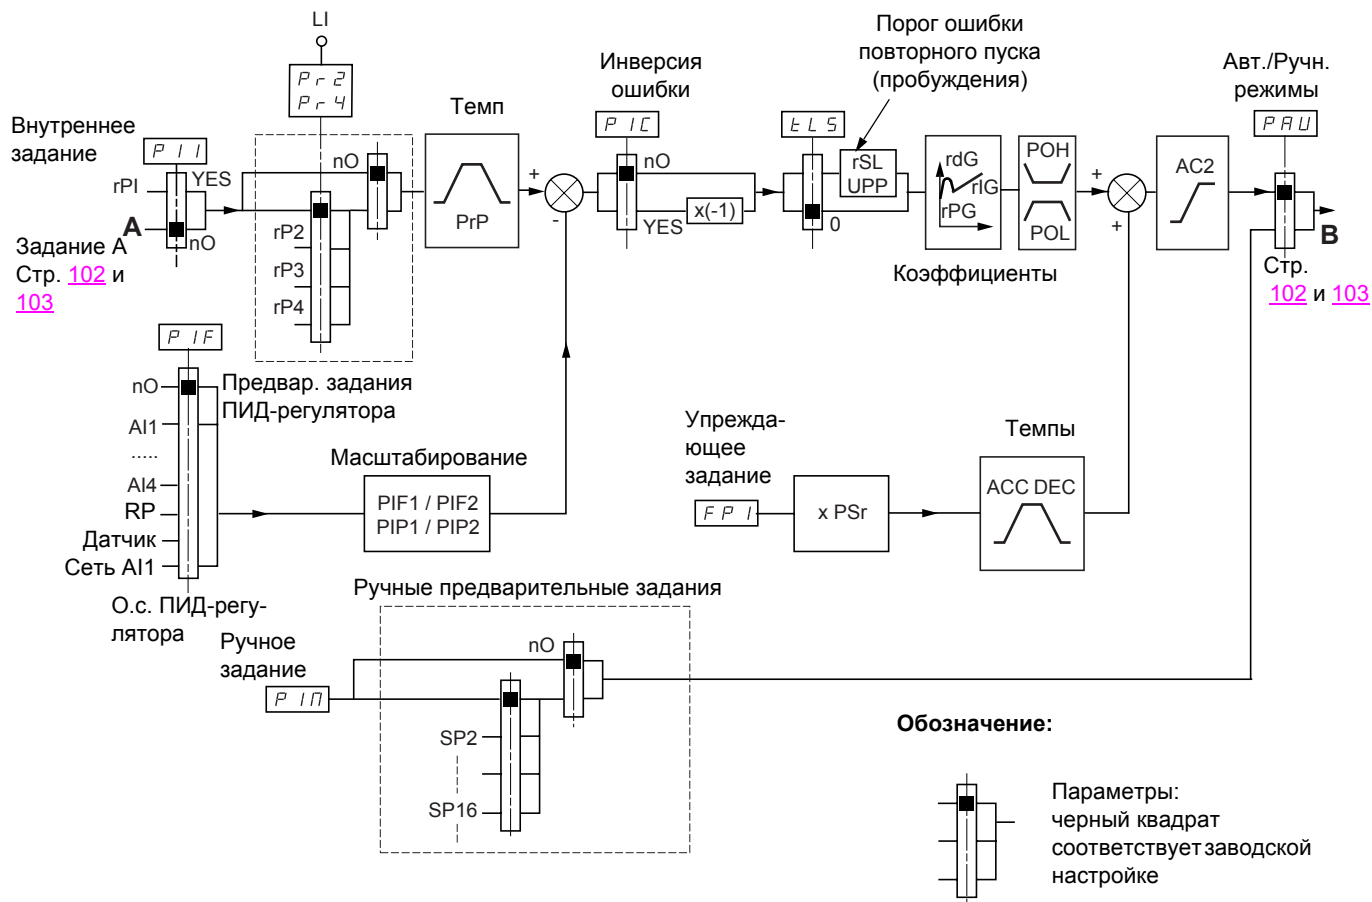 LI
Pr2
Pr4
Внутреннее
задание
PII
YES
rPI
A
nO
Задание А
Стр. 102 и
103
nO
rP2
rP3
rP4
Предвар. задания
ПИД-регулятора
Темп
PrP
+
-
Инверсия
ошибки
PIC
nO
YES
x(-1)
Порог ошибки
повторного пуска
(пробуждения)
tLS
rSL
UPP
0
rdG
rIG
rPG
POH
POL
Коэффициенты
+
+
AC2
Авт./Ручн.
режимы
PAU
B
Стр.
102 и 103
PIF
nO
AI1
.....
AI4
RP
Датчик
Сеть AI1
О.с. ПИД-регу-
лятора
Масштабирование
PIF1 / PIF2
PIP1 / PIP2
Упрежда-
ющее
задание
FPI
x PSr
Темпы
ACC DEC
Ручные предварительные задания
Ручное
задание
PIM
nO
SP2
SP16
Обозначение:
Параметры:
черный квадрат
соответствует заводской
настройке